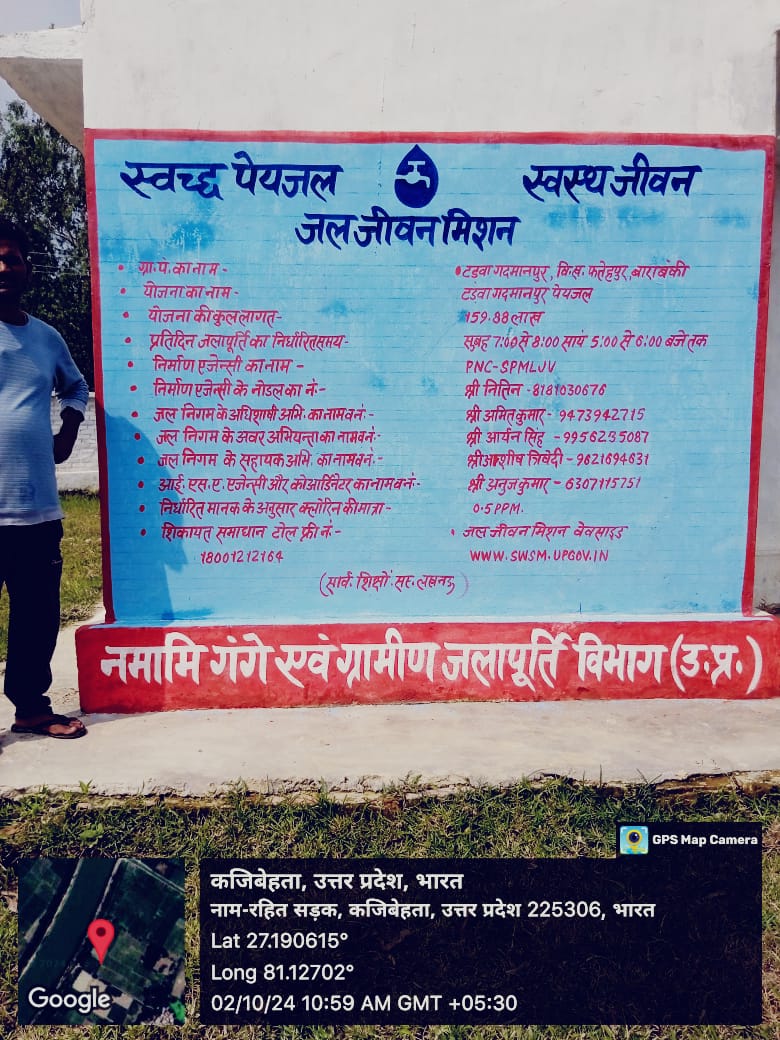 स्वच्छ पेयजल स्वस्थ जीवन
जल जीवन मिशन
• ग्रा.पं. का नाम - • टडवा गदमानपुर, वि.ख. फतेहपुर, बाराबंकी
• योजना का नाम - टडवा गदमानपुर पेयजल
• योजना की कुल लागत - 159.88 लाख
• प्रतिदिन जलापूर्ति का निर्धारित समय - सुबह 7:00 से 8:00 सायं 5:00 से 6:00 बजे तक
• निर्माण एजेन्सी का नाम - PNC-SPMLJV
• निर्माण एजेन्सी के नोडल का नं:- श्री नितिन - 8181030676
• जल निगम के अधिशाषी अभि. का नाम व नं:- श्री अमित कुमार - 9473942715
• जल निगम के अवर अभियन्ता का नाम व नं:- श्री आर्यन सिंह - 9956235087
• जल निगम के सहायक अभि. का नाम व नं:- श्री आशीष त्रिवेदी - 9621694631
• आई. एस. ए. एजेन्सी और कोआर्डिनेटर का नाम व नं:- श्री अनुज कुमार - 6307115751
• निर्धारित मानक के अनुसार क्लोरिन की मात्रा - 0.5 PPM.
• शिकायत समाधान टोल फ्री नं:- • जल जीवन मिशन वेवसाइड
18001212164 WWW.SWSM.UPGOV.IN
नमामि गंगे एवं ग्रामीण जलापूर्ति विभाग (उ.प्र.)
GPS Map Camera
कजिबेहता, उत्तर प्रदेश, भारत
नाम-रहित सड़क, कजिबेहता, उत्तर प्रदेश 225306, भारत
Lat 27.190615°
Long 81.12702°
02/10/24 10:59 AM GMT +05:30
Google